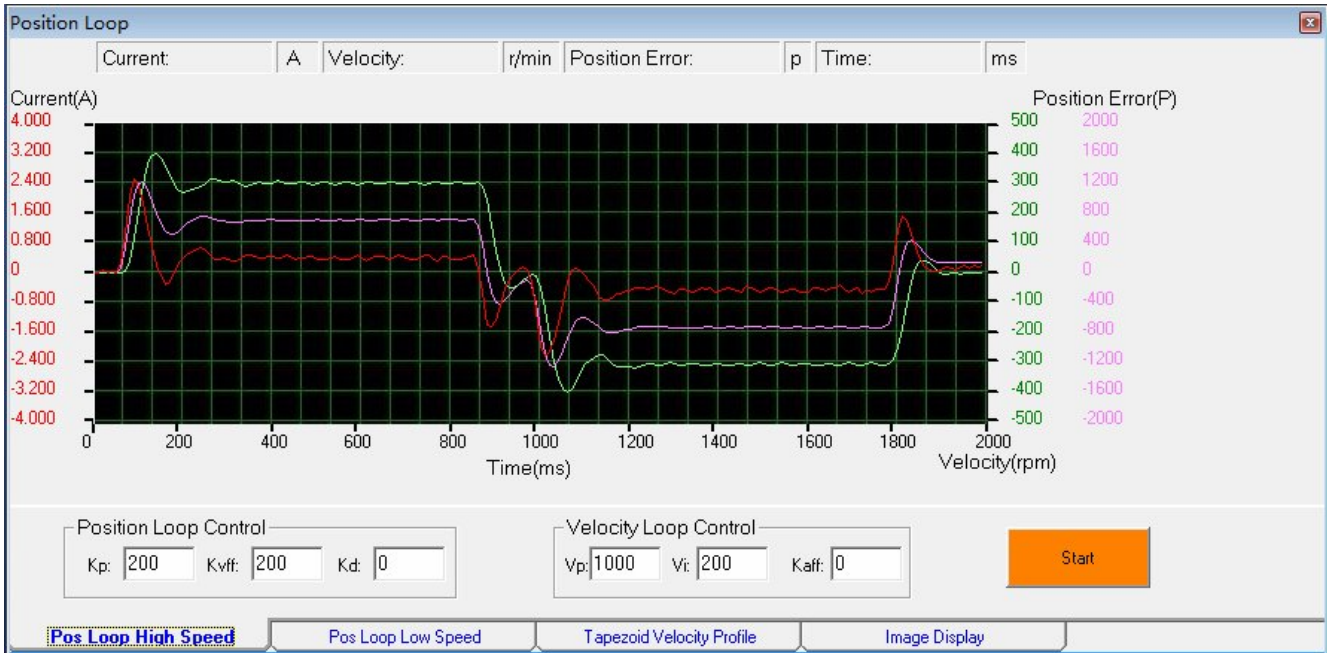 Position Loop
Current: A Velocity: r/min Position Error: p Time: ms
Current(A) Position Error(P)
4.000 500 2000
3.200 400 1600
2.400 300 1200
1.600 200 800
0.800 100 400
0 0 0
-0.800 -100 -400
-1.600 -200 -800
-2.400 -300 -1200
-3.200 -400 -1600
-4.000 -500 -2000
0 200 400 600 800 1000 1200 1400 1600 1800 2000
Time(ms) Velocity(rpm)
Position Loop Control Velocity Loop Control
Kp: 200 Kvff: 200 Kd: 0 Vp: 1000 Vi: 200 Kaff: 0 Start
Pos Loop High Speed Pos Loop Low Speed Tapezoid Velocity Profile Image Display